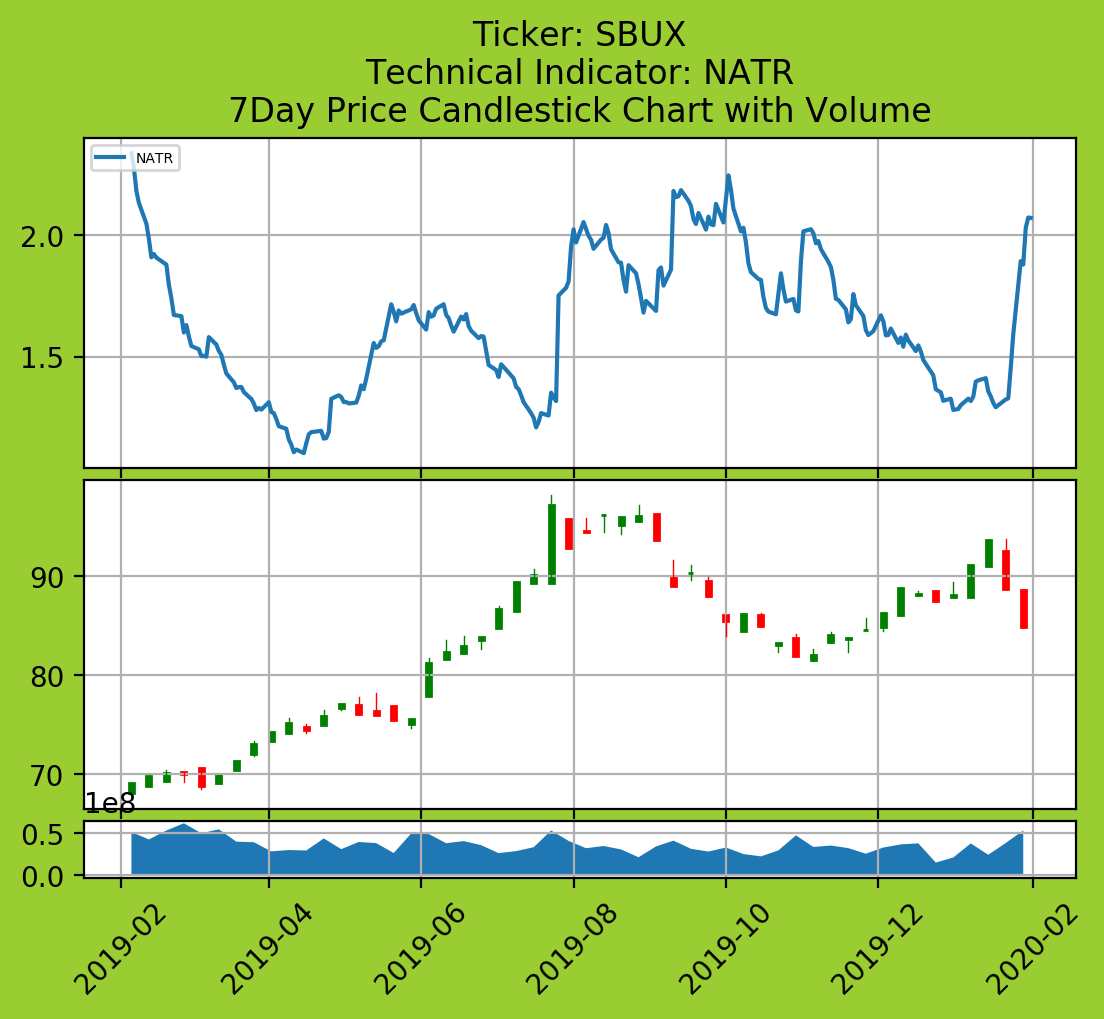 Ticker: SBUX
Technical Indicator: NATR
7Day Price Candlestick Chart with Volume
NATR
2.0
1.5
90
80
70
1e8
0.5
0.0
2019-02
2019-04
2019-06
2019-08
2019-10
2019-12
2020-02